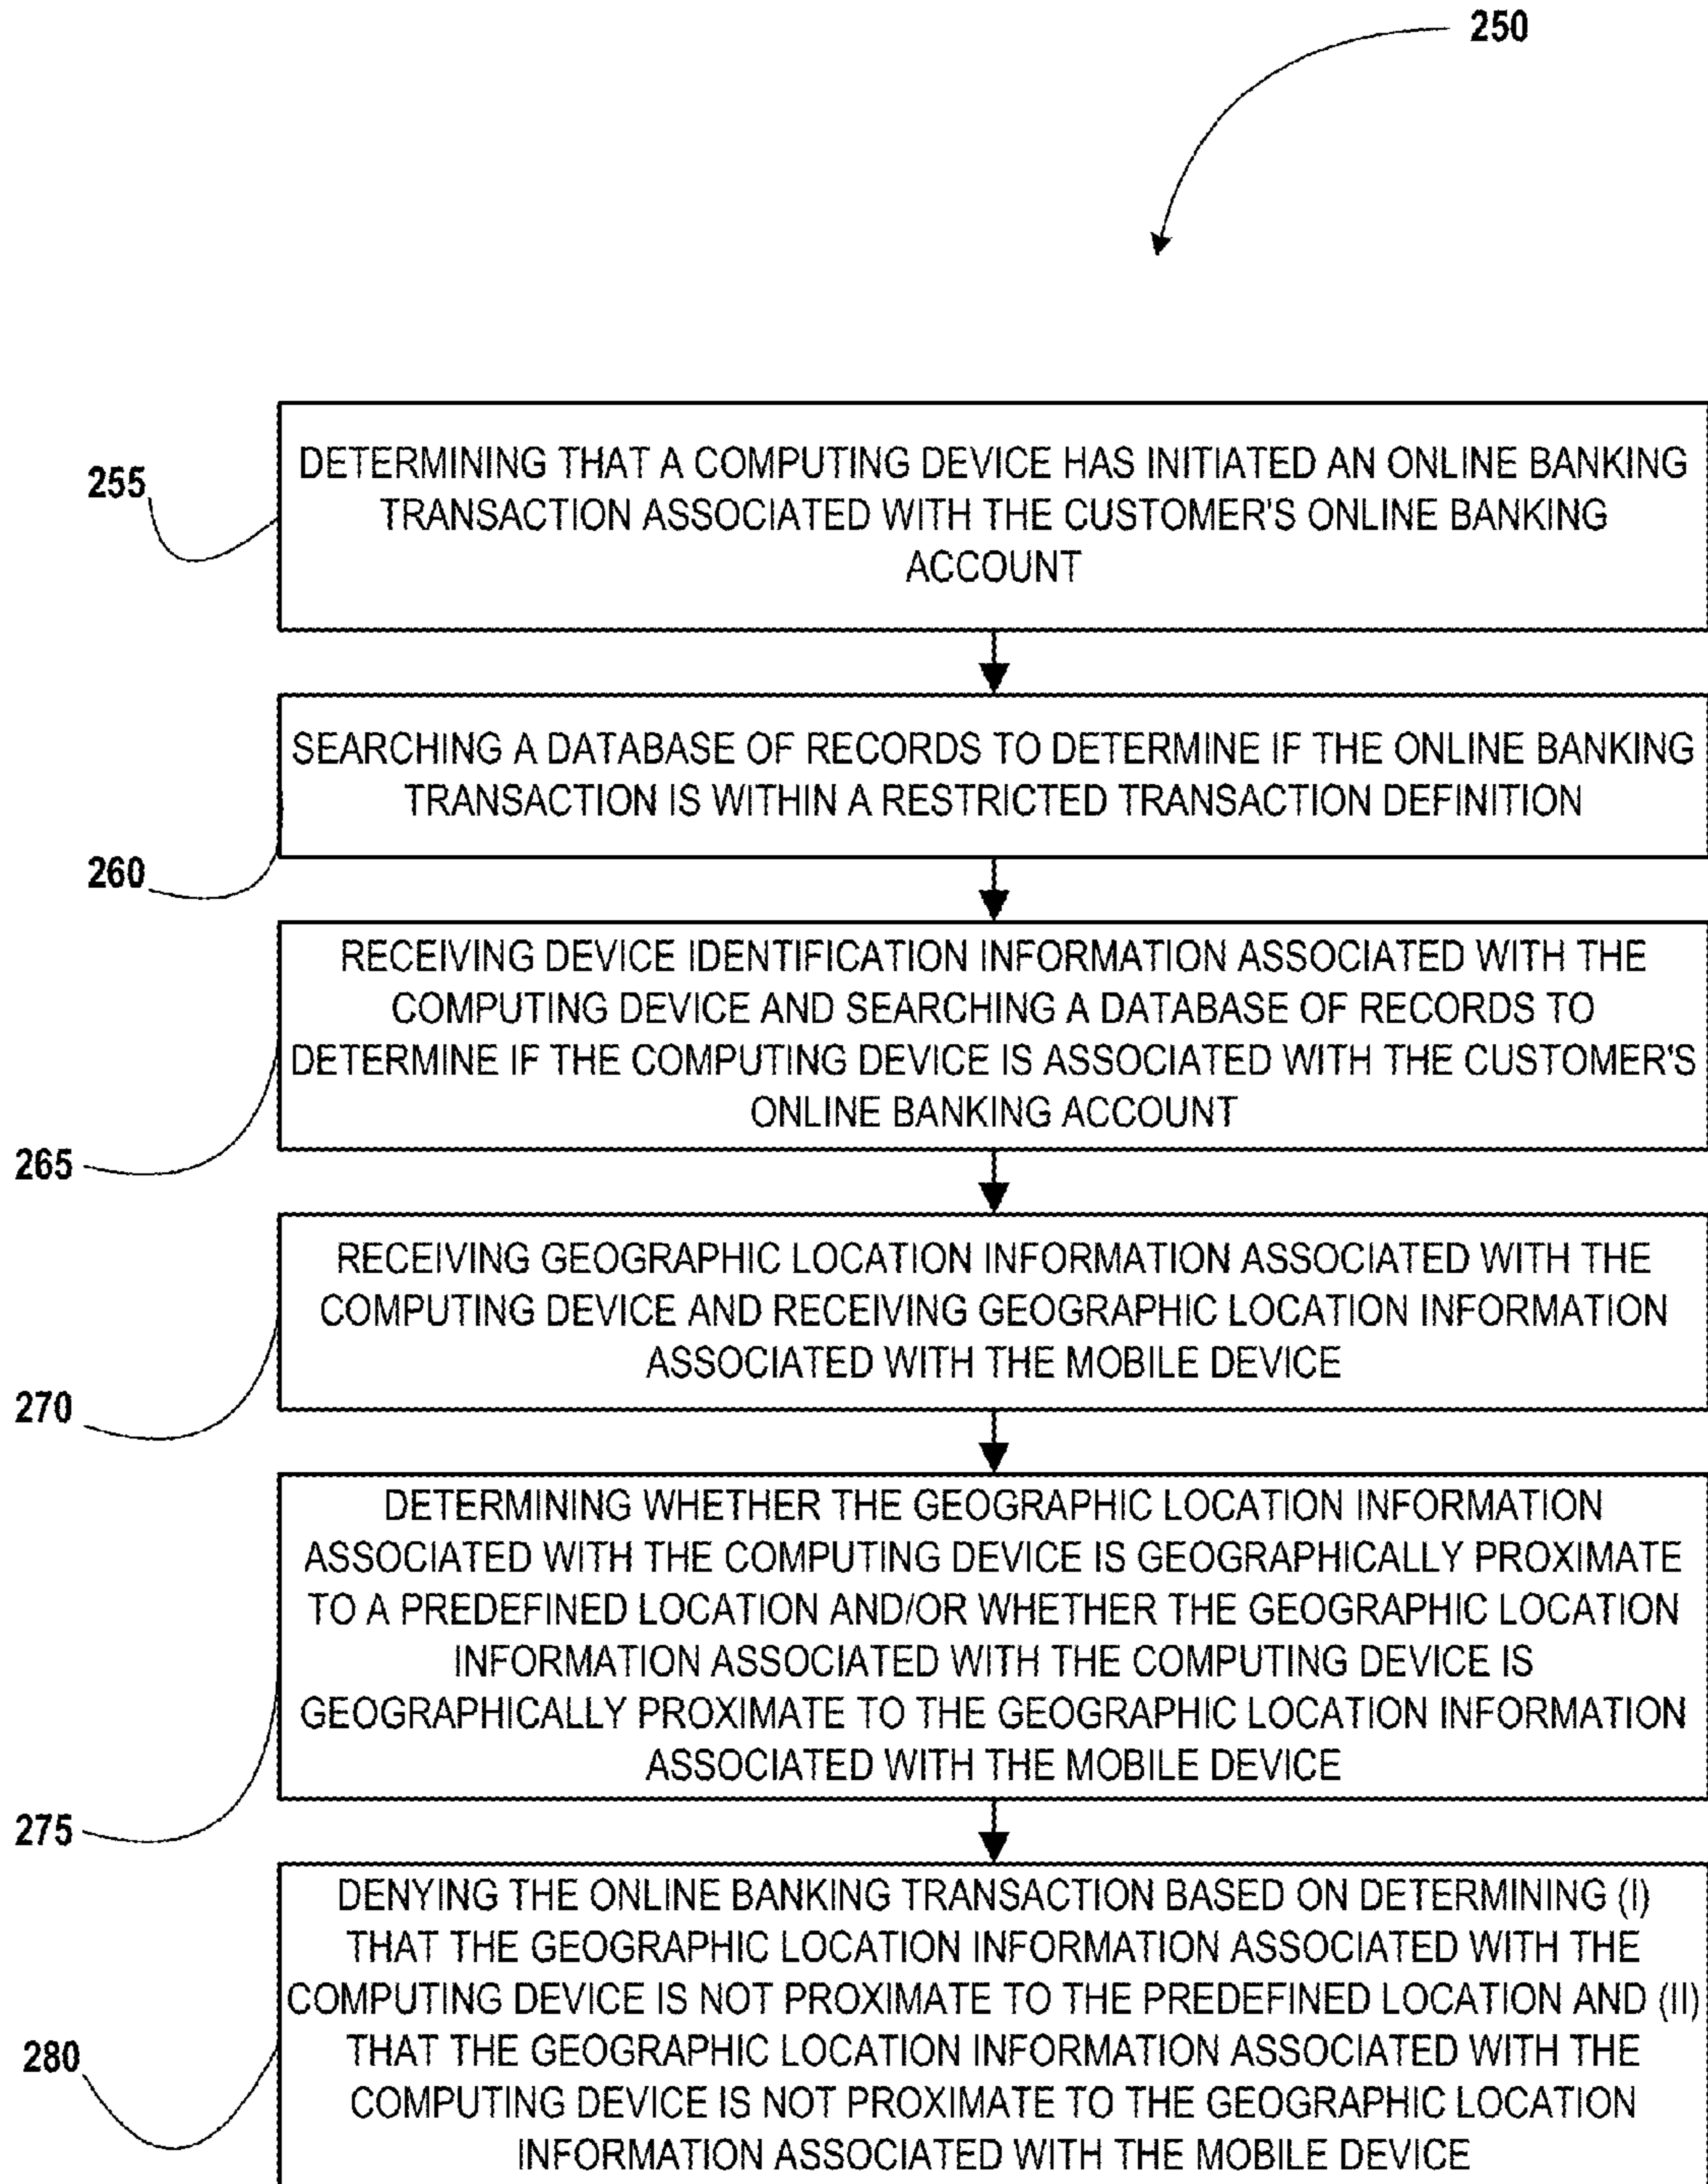 250
255
DETERMINING THAT A COMPUTING DEVICE HAS INITIATED AN ONLINE BANKING
TRANSACTION ASSOCIATED WITH THE CUSTOMER'S ONLINE BANKING
ACCOUNT
260
SEARCHING A DATABASE OF RECORDS TO DETERMINE IF THE ONLINE BANKING
TRANSACTION IS WITHIN A RESTRICTED TRANSACTION DEFINITION
265
RECEIVING DEVICE IDENTIFICATION INFORMATION ASSOCIATED WITH THE
COMPUTING DEVICE AND SEARCHING A DATABASE OF RECORDS TO
DETERMINE IF THE COMPUTING DEVICE IS ASSOCIATED WITH THE CUSTOMER'S
ONLINE BANKING ACCOUNT
270
RECEIVING GEOGRAPHIC LOCATION INFORMATION ASSOCIATED WITH THE
COMPUTING DEVICE AND RECEIVING GEOGRAPHIC LOCATION INFORMATION
ASSOCIATED WITH THE MOBILE DEVICE
275
DETERMINING WHETHER THE GEOGRAPHIC LOCATION INFORMATION
ASSOCIATED WITH THE COMPUTING DEVICE IS GEOGRAPHICALLY PROXIMATE
TO A PREDEFINED LOCATION AND/OR WHETHER THE GEOGRAPHIC LOCATION
INFORMATION ASSOCIATED WITH THE COMPUTING DEVICE IS
GEOGRAPHICALLY PROXIMATE TO THE GEOGRAPHIC LOCATION INFORMATION
ASSOCIATED WITH THE MOBILE DEVICE
280
DENYING THE ONLINE BANKING TRANSACTION BASED ON DETERMINING (I)
THAT THE GEOGRAPHIC LOCATION INFORMATION ASSOCIATED WITH THE
COMPUTING DEVICE IS NOT PROXIMATE TO THE PREDEFINED LOCATION AND (II)
THAT THE GEOGRAPHIC LOCATION INFORMATION ASSOCIATED WITH THE
COMPUTING DEVICE IS NOT PROXIMATE TO THE GEOGRAPHIC LOCATION
INFORMATION ASSOCIATED WITH THE MOBILE DEVICE